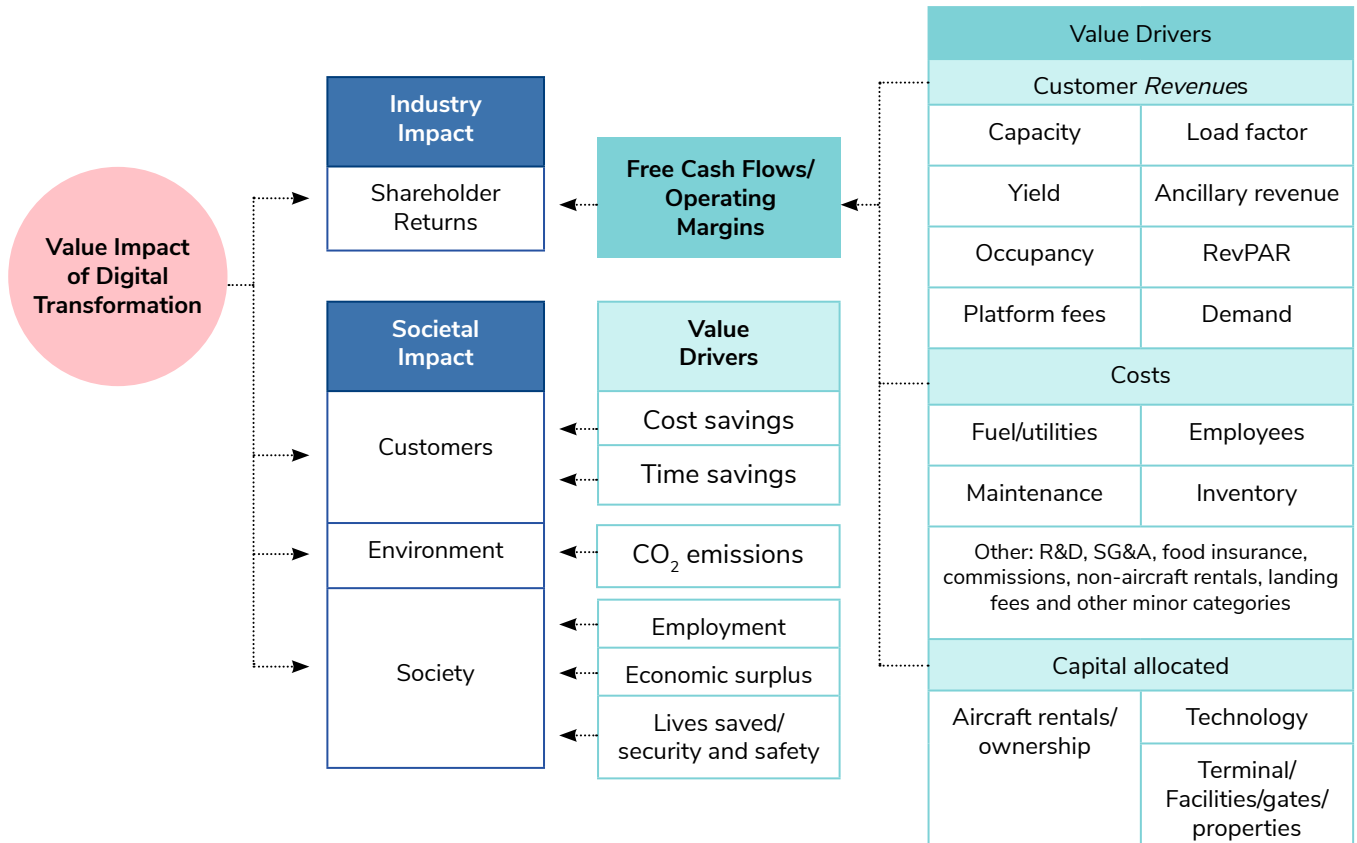 Value Impact
of Digital
Transformation
Industry
Impact
Shareholder
Returns
Free Cash Flows/
Operating
Margins
Societal
Impact
Customers
Environment
Society
Value
Drivers
Cost savings
Time savings
CO2 emissions
Employment
Economic surplus
Lives saved/
security and safety
Value Drivers
Customer Revenues
Capacity
Load factor
Yield
Ancillary revenue
Occupancy
RevPAR
Platform fees
Demand
Costs
Fuel/utilities
Employees
Maintenance
Inventory
Other: R&D, SG&A, food insurance,
commissions, non-aircraft rentals, landing
fees and other minor categories
Capital allocated
Aircraft rentals/
ownership
Technology
Terminal/
Facilities/gates/
properties